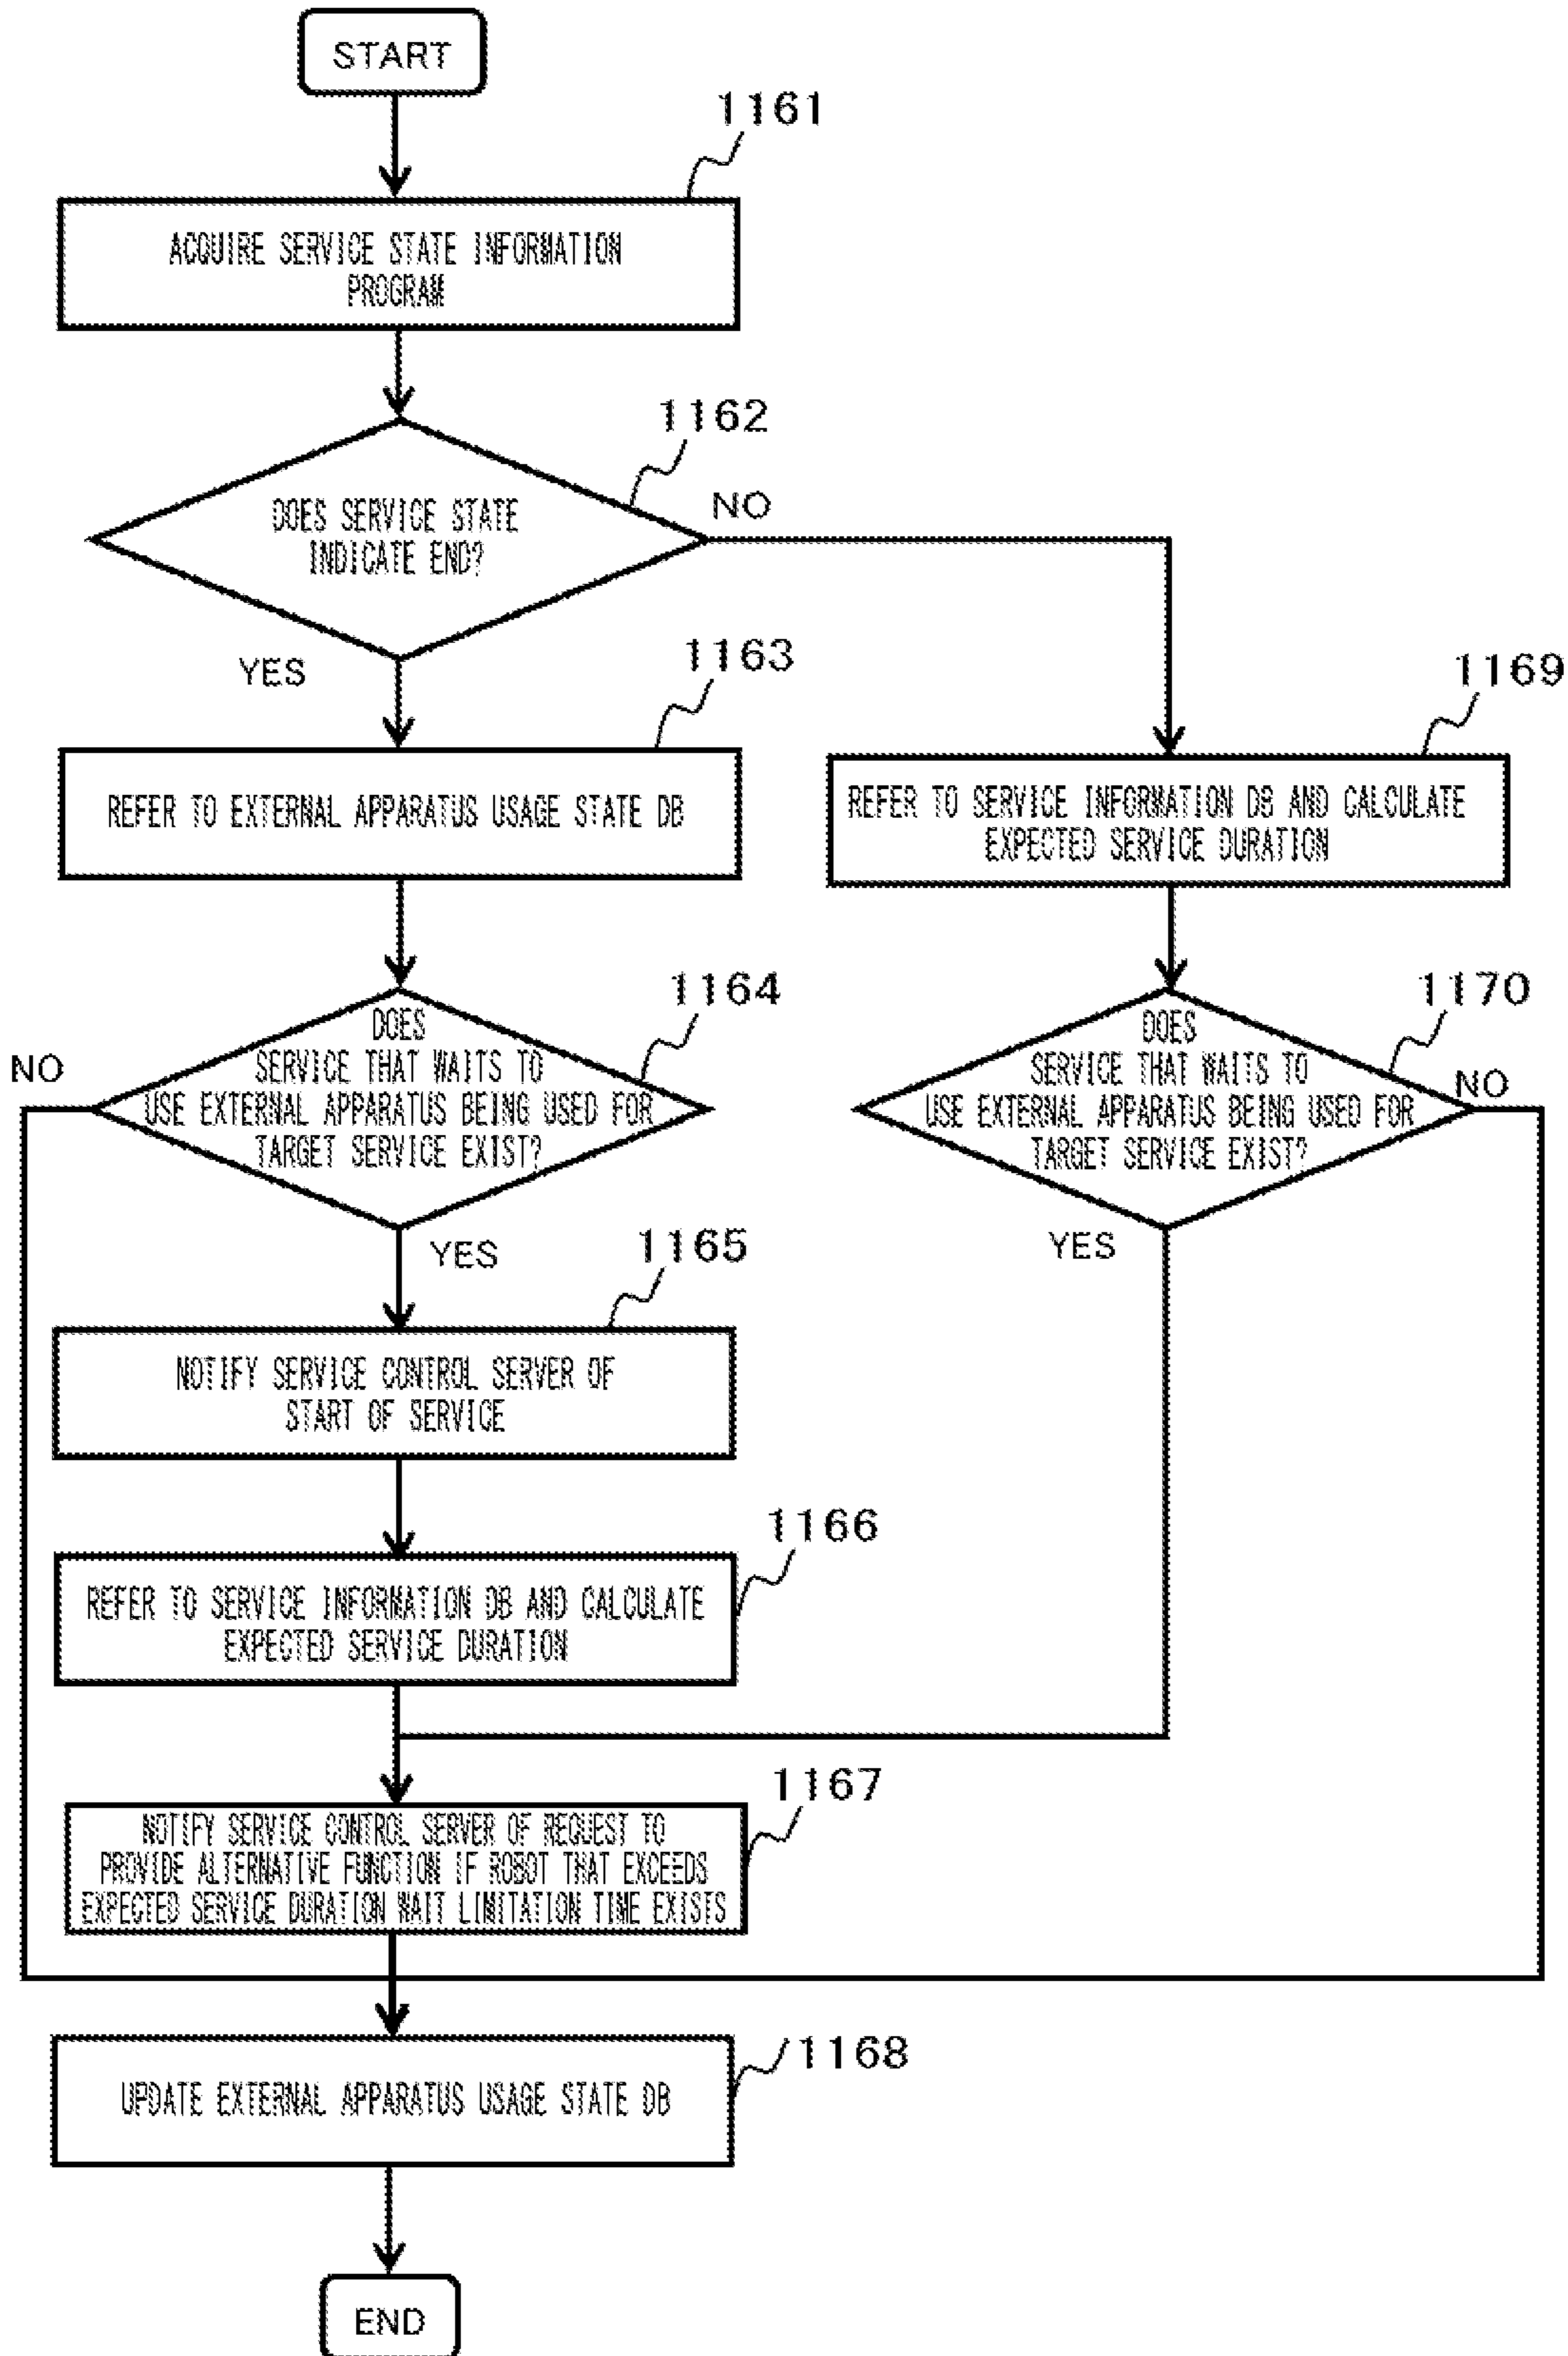 START
1161
ACQUIRE SERVICE STATE INFORMATION
PROGRAM
1162
DOES SERVICE STATE
INDICATE END?
NO
YES
1163
REFER TO EXTERNAL APPARATUS USAGE STATE DB
1169
REFER TO SERVICE INFORMATION DB AND CALCULATE
EXPECTED SERVICE DURATION
1164
DOES
SERVICE THAT WAITS TO
USE EXTERNAL APPARATUS BEING USED FOR
TARGET SERVICE EXIST?
NO
YES
1170
DOES
SERVICE THAT WAITS TO
USE EXTERNAL APPARATUS BEING USED FOR
TARGET SERVICE EXIST?
NO
YES
1165
NOTIFY SERVICE CONTROL SERVER OF
START OF SERVICE
1166
REFER TO SERVICE INFORMATION DB AND CALCULATE
EXPECTED SERVICE DURATION
1167
NOTIFY SERVICE CONTROL SERVER OF REQUEST TO
PROVIDE ALTERNATIVE FUNCTION IF ROBOT THAT EXCEEDS
EXPECTED SERVICE DURATION WAIT LIMITATION TIME EXISTS
1168
UPDATE EXTERNAL APPARATUS USAGE STATE DB
END